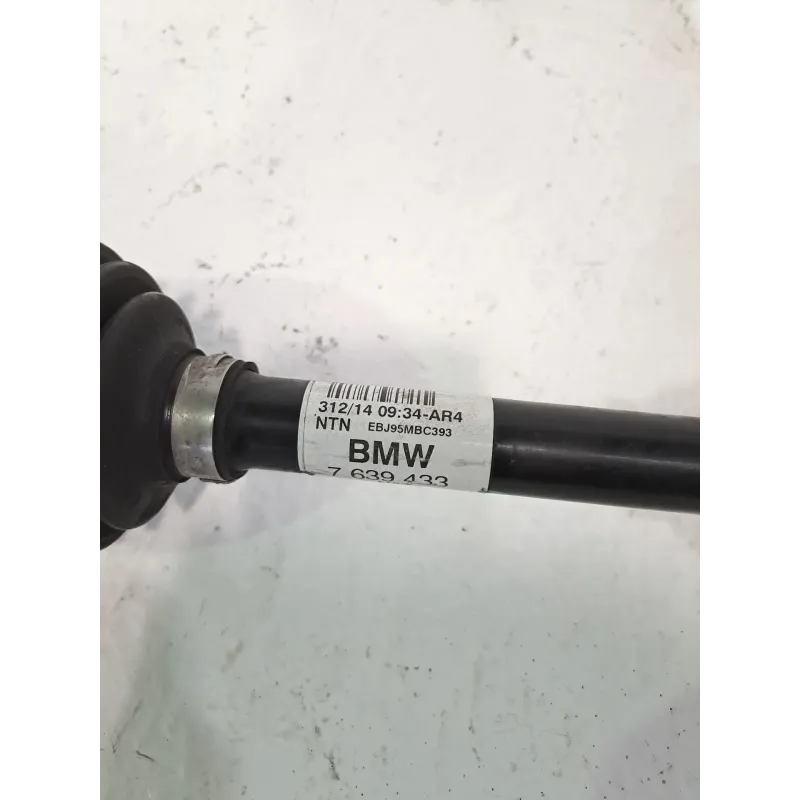 312/14 09:34-AR4
NTN EBJ95MBC393
BMW
7 639 433